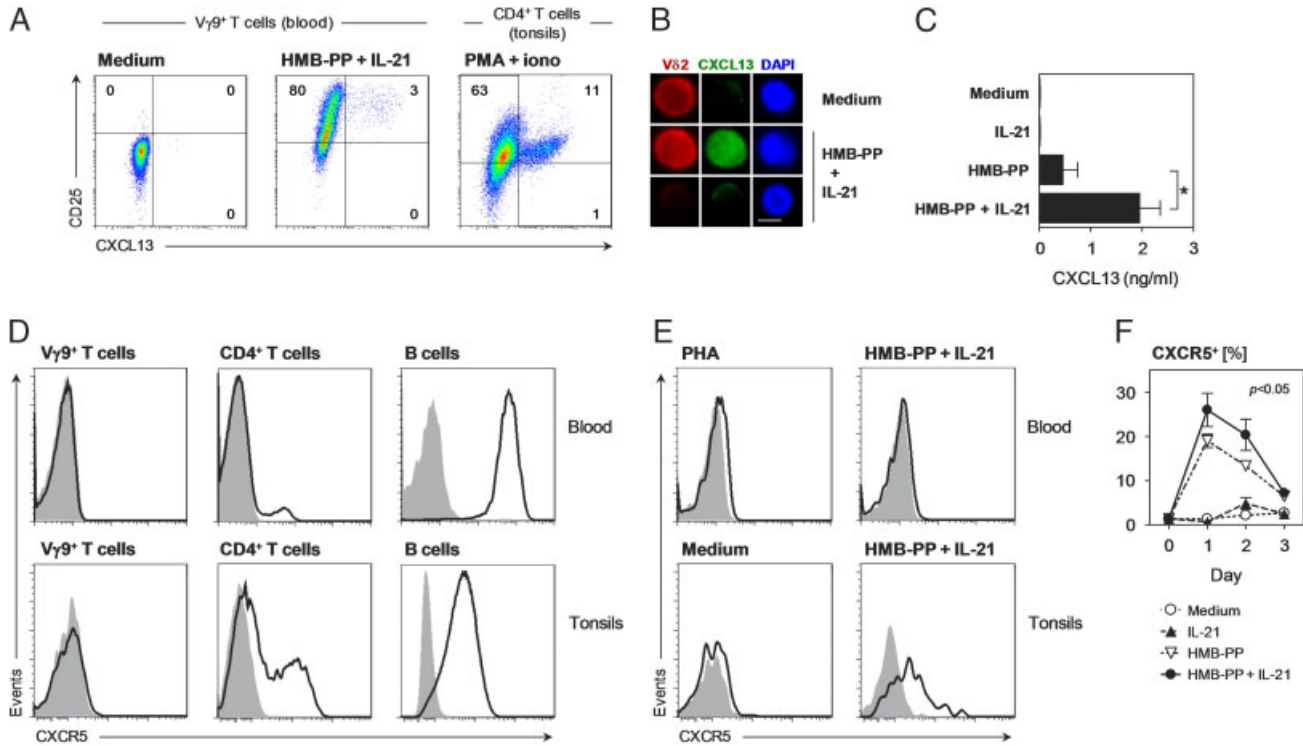 A
Vγ9⁺ T cells (blood)
CD4⁺ T cells
(tonsils)
Medium
HMB-PP + IL-21
PMA + iono
0
0
0
80
3
0
63
11
1
CD25
CXCL13
B
Vδ2
CXCL13
DAPI
Medium
HMB-PP
+
IL-21
C
Medium
IL-21
HMB-PP
HMB-PP + IL-21
*
0
1
2
3
CXCL13 (ng/ml)
D
Vγ9⁺ T cells
CD4⁺ T cells
B cells
Blood
Vγ9⁺ T cells
CD4⁺ T cells
B cells
Tonsils
Events
CXCR5
E
PHA
HMB-PP + IL-21
Blood
Medium
HMB-PP + IL-21
Tonsils
Events
CXCR5
F
CXCR5⁺ [%]
p<0.05
30
20
10
0
0
1
2
3
Day
Medium
IL-21
HMB-PP
HMB-PP + IL-21